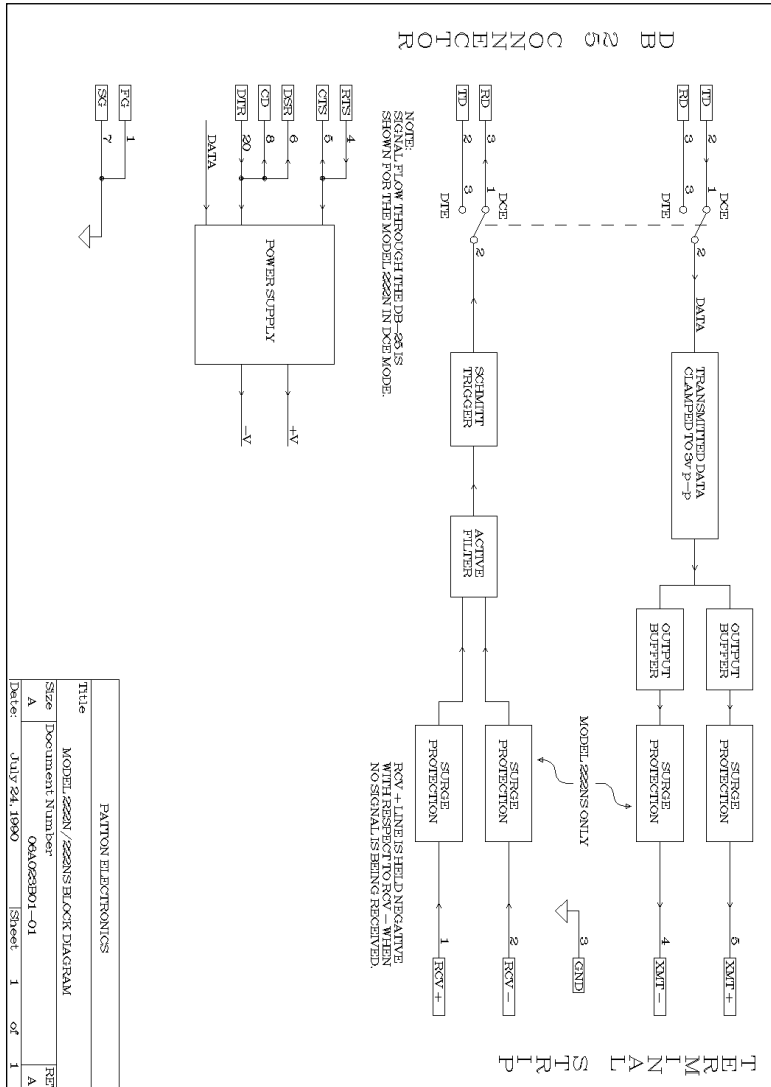 DB 25 CONNECTOR
TERMINAL STRIP
TD
2
1
DCE
RD
3
3
DTE
2
DATA
TRANSMITTED DATA
CLAMPED TO 3v p-p
OUTPUT
BUFFER
OUTPUT
BUFFER
SURGE
PROTECTION
SURGE
PROTECTION
5
XMT +
4
XMT -
MODEL 222NS ONLY
3
GND
RD
3
1
DCE
TD
2
3
DTE
2
SCHMITT
TRIGGER
ACTIVE
FILTER
SURGE
PROTECTION
SURGE
PROTECTION
2
RCV -
1
RCV +
NOTE:
SIGNAL FLOW THROUGH THE DB-25 IS
SHOWN FOR THE MODEL 222N IN DCE MODE.
RCV + LINE IS HELD NEGATIVE
WITH RESPECT TO RCV - WHEN
NO SIGNAL IS BEING RECEIVED.
RTS
4
CTS
5
DSR
6
CD
8
DTR
20
DATA
POWER SUPPLY
+V
-V
FG
1
SG
7
PATTON ELECTRONICS
Title
MODEL 222N/222NS BLOCK DIAGRAM
Size
Document Number
REV
A
06A023B01-01
A
Date:
July 24, 1990
Sheet
1
of
1